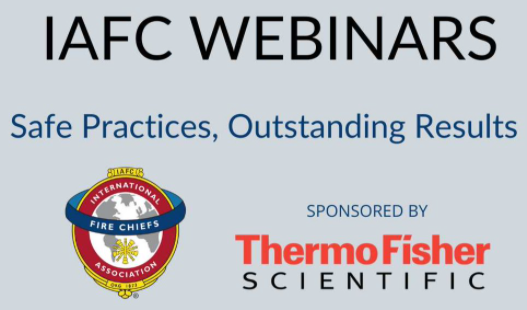 IAFC WEBINARS
Safe Practices, Outstanding Results
IAFC
INTERNATIONAL
FIRE CHIEFS
ASSOCIATION
SPONSORED BY
ThermoFisher
SCIENTIFIC